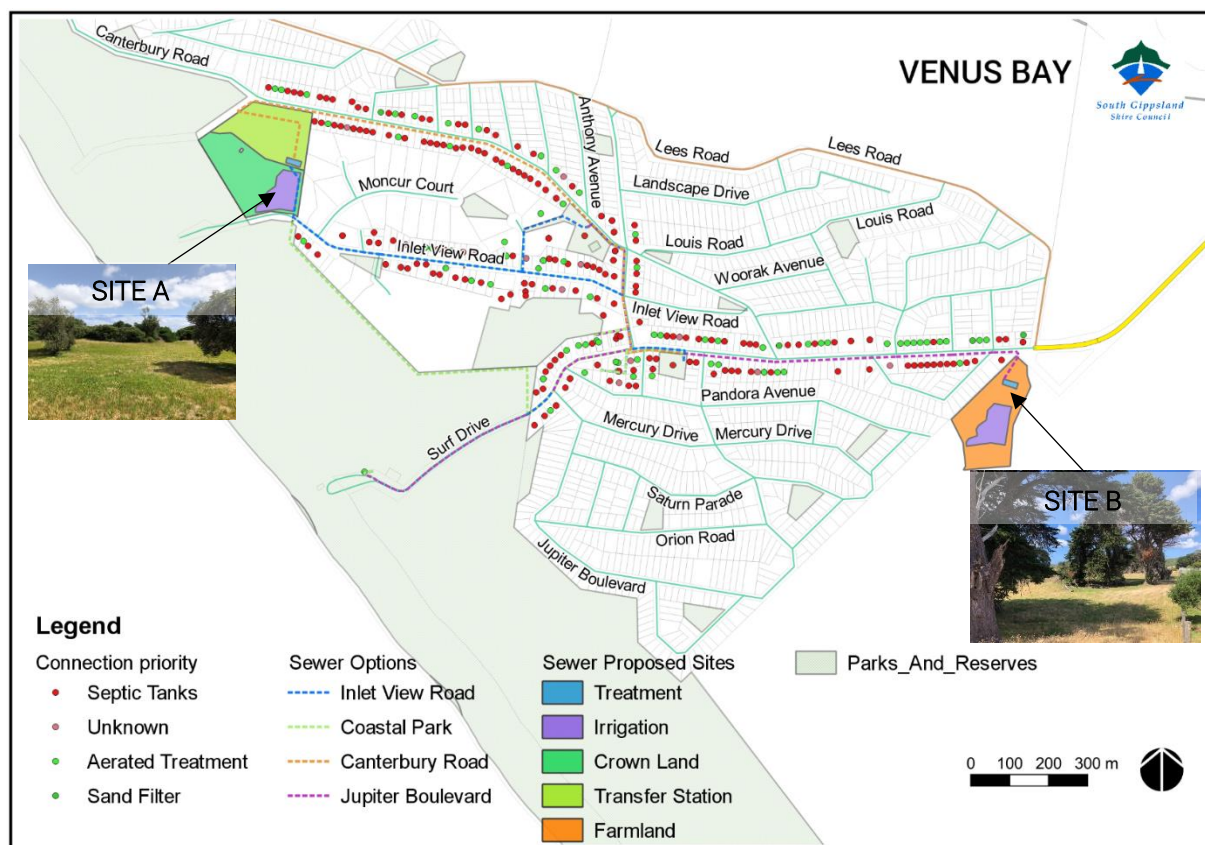 VENUS BAY
South Gippsland
Shire Council
Canterbury Road
Anthony Avenue
Lees Road
Lees Road
Moncur Court
Landscape Drive
Louis Road
Louis Road
Inlet View Road
Woorak Avenue
SITE A
Inlet View Road
Pandora Avenue
Mercury Drive
Mercury Drive
Surf Drive
Saturn Parade
SITE B
Orion Road
Jupiter Boulevard
Legend
Connection priority
Septic Tanks
Unknown
Aerated Treatment
Sand Filter
Sewer Options
Inlet View Road
Coastal Park
Canterbury Road
Jupiter Boulevard
Sewer Proposed Sites
Treatment
Irrigation
Crown Land
Transfer Station
Farmland
Parks_And_Reserves
0 100 200 300 m